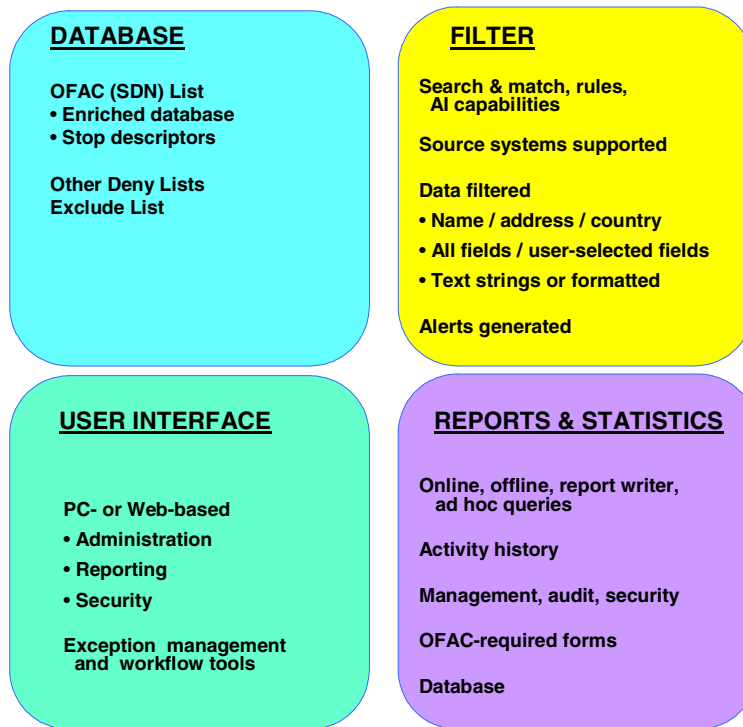 DATABASE
OFAC (SDN) List
• Enriched database
• Stop descriptors
Other Deny Lists
Exclude List
FILTER
Search & match, rules,
AI capabilities
Source systems supported
Data filtered
• Name / address / country
• All fields / user-selected fields
• Text strings or formatted
Alerts generated
USER INTERFACE
PC- or Web-based
• Administration
• Reporting
• Security
Exception management
and workflow tools
REPORTS & STATISTICS
Online, offline, report writer,
ad hoc queries
Activity history
Management, audit, security
OFAC-required forms
Database